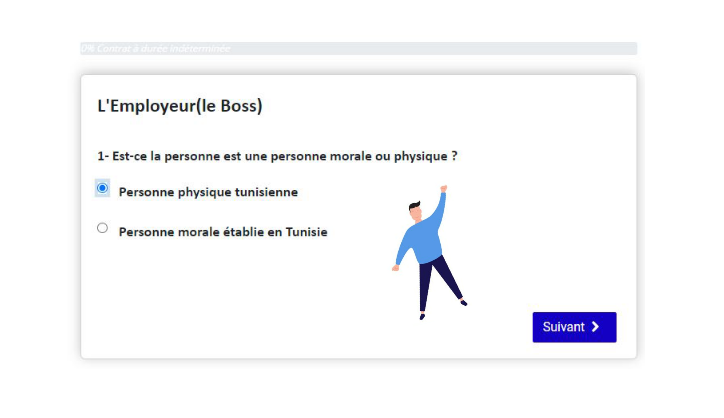 0% Contrat à durée indéterminée
L'Employeur(le Boss)
1- Est-ce la personne est une personne morale ou physique ?
Personne physique tunisienne
Personne morale établie en Tunisie
Suivant